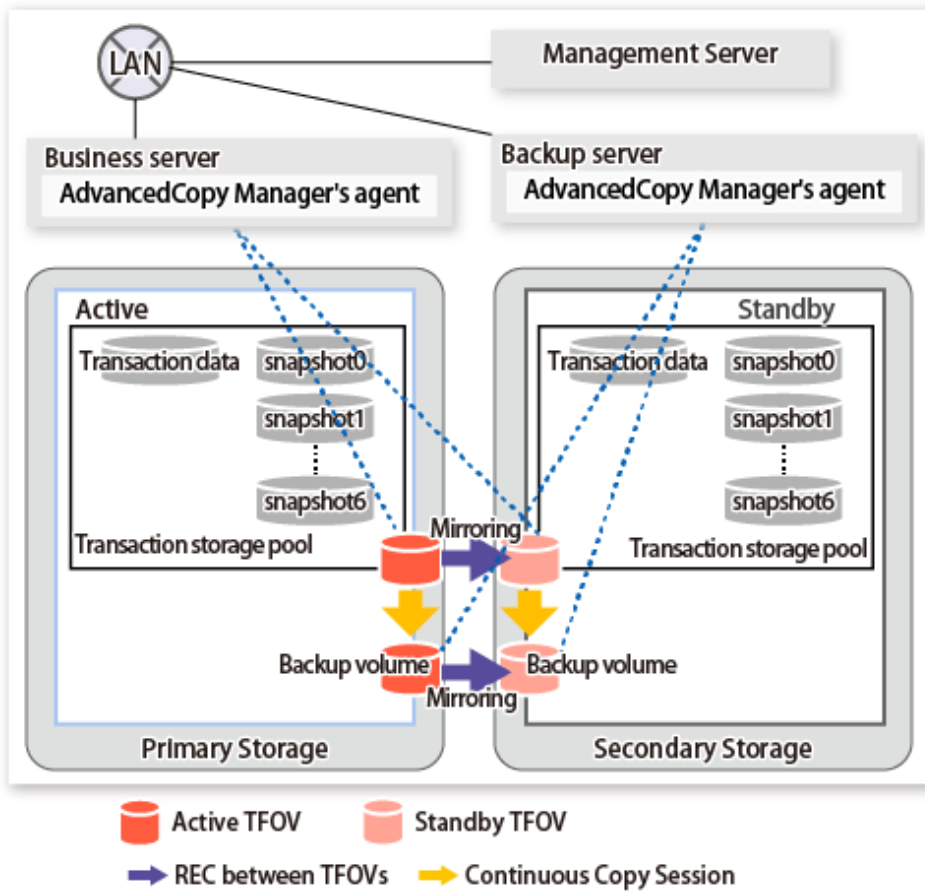 LAN
Management Server
Business server
AdvancedCopy Manager's agent
Backup server
AdvancedCopy Manager's agent
Active
Transaction data
snapshot0
snapshot1
snapshot6
Transaction storage pool
Standby
Transaction data
snapshot0
snapshot1
snapshot6
Transaction storage pool
Mirroring
Backup volume
Backup volume
Mirroring
Primary Storage
Secondary Storage
Active TFOV
Standby TFOV
REC between TFOVs
Continuous Copy Session